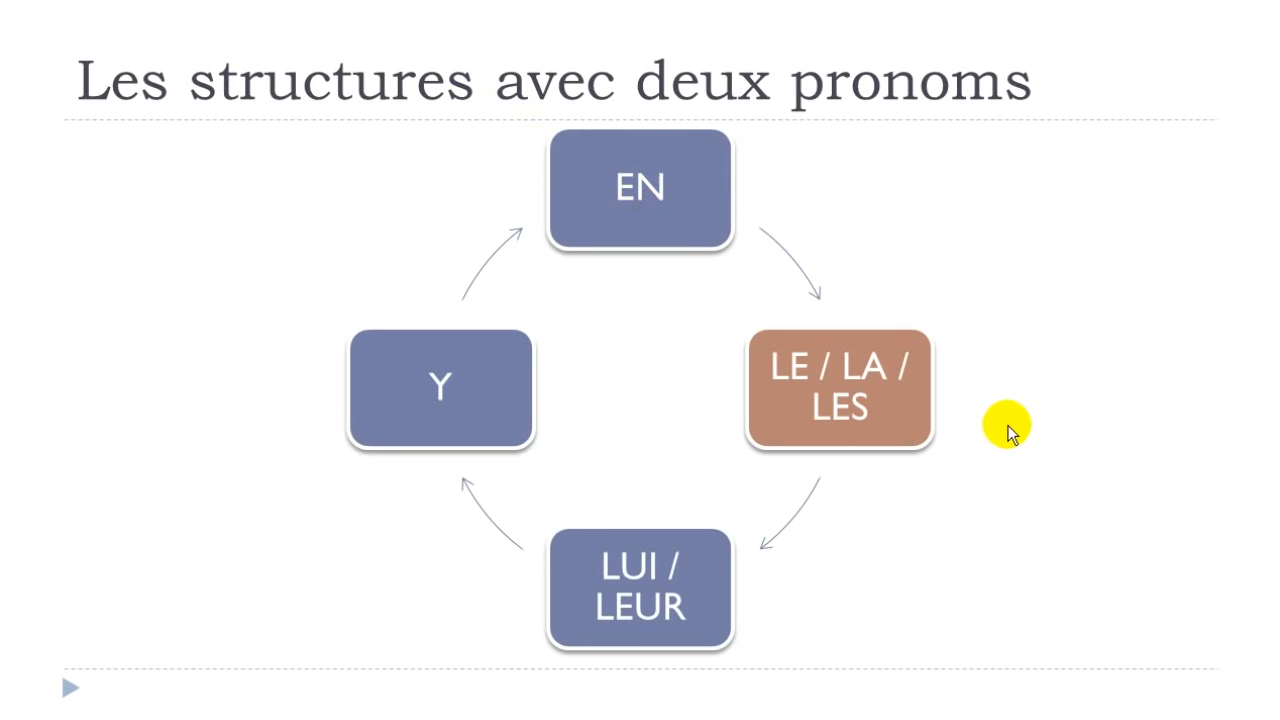 Les structures avec deux pronoms
EN
Y
LE / LA /
LES
LUI /
LEUR